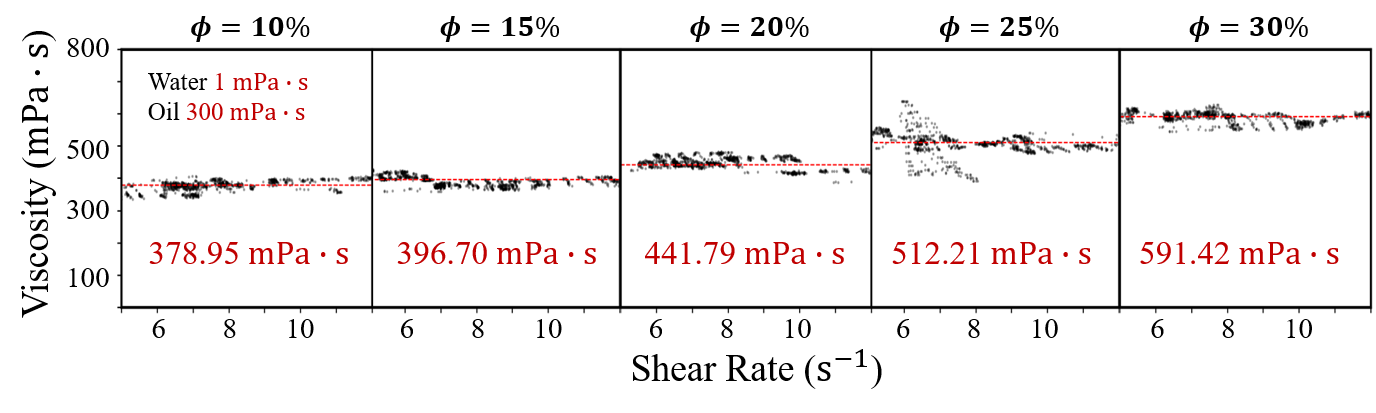 ϕ = 10% ϕ = 15% ϕ = 20% ϕ = 25% ϕ = 30%
Viscosity (mPa · s)
800
500
300
100
Water 1 mPa · s
Oil 300 mPa · s
378.95 mPa · s 396.70 mPa · s 441.79 mPa · s 512.21 mPa · s 591.42 mPa · s
6 8 10 6 8 10 6 8 10 6 8 10 6 8 10
Shear Rate (s⁻¹)